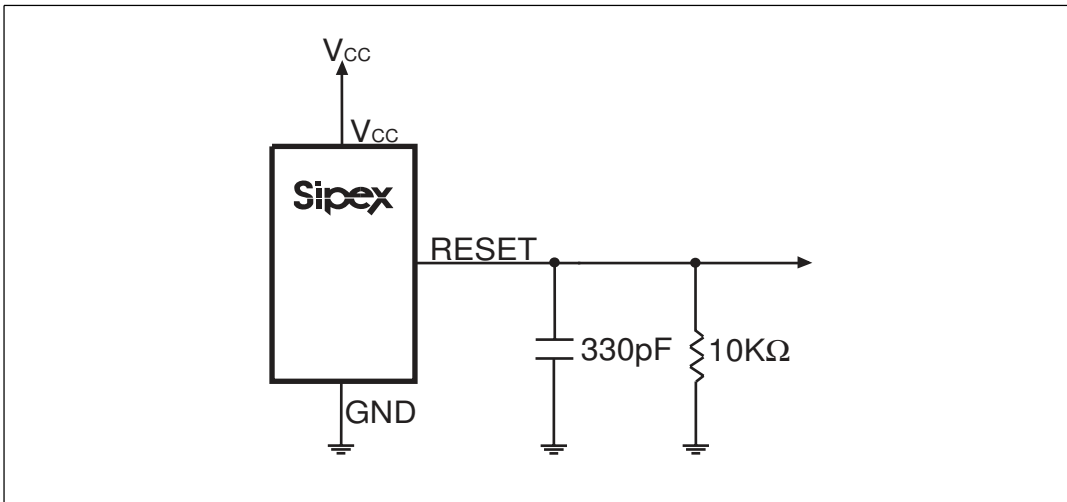 VCC
VCC
Sipex
RESET
330pF 10KΩ
GND